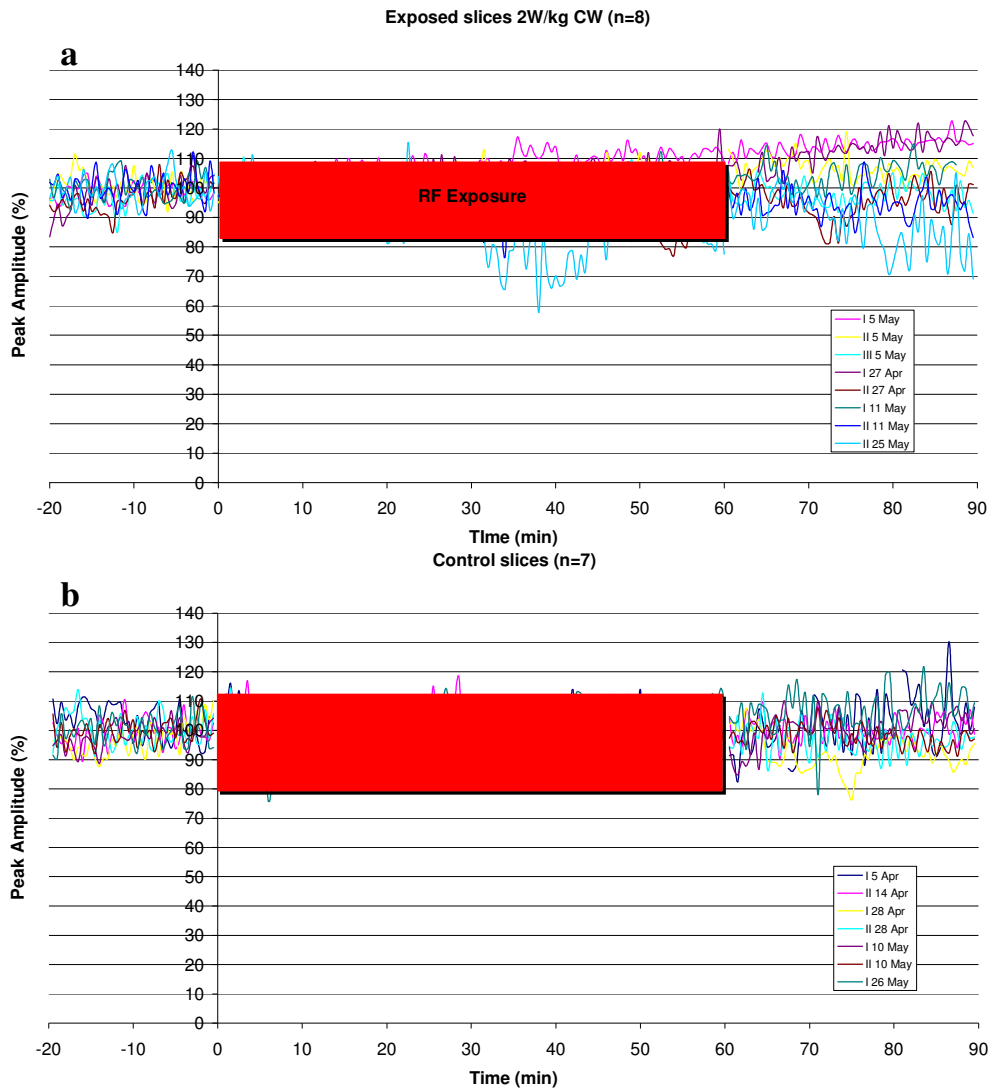 Exposed slices 2W/kg CW (n=8)
a
140
130
120
110
100
90
80
70
60
50
40
30
20
10
0
Peak Amplitude (%)
RF Exposure
I 5 May
II 5 May
III 5 May
I 27 Apr
II 27 Apr
I 11 May
II 11 May
II 25 May
-20 -10 0 10 20 30 40 50 60 70 80 90
TIme (min)
Control slices (n=7)
b
140
130
120
110
100
90
80
70
60
50
40
30
20
10
0
Peak Amplitude (%)
I 5 Apr
II 14 Apr
I 28 Apr
II 28 Apr
I 10 May
II 10 May
I 26 May
-20 -10 0 10 20 30 40 50 60 70 80 90
Time (min)